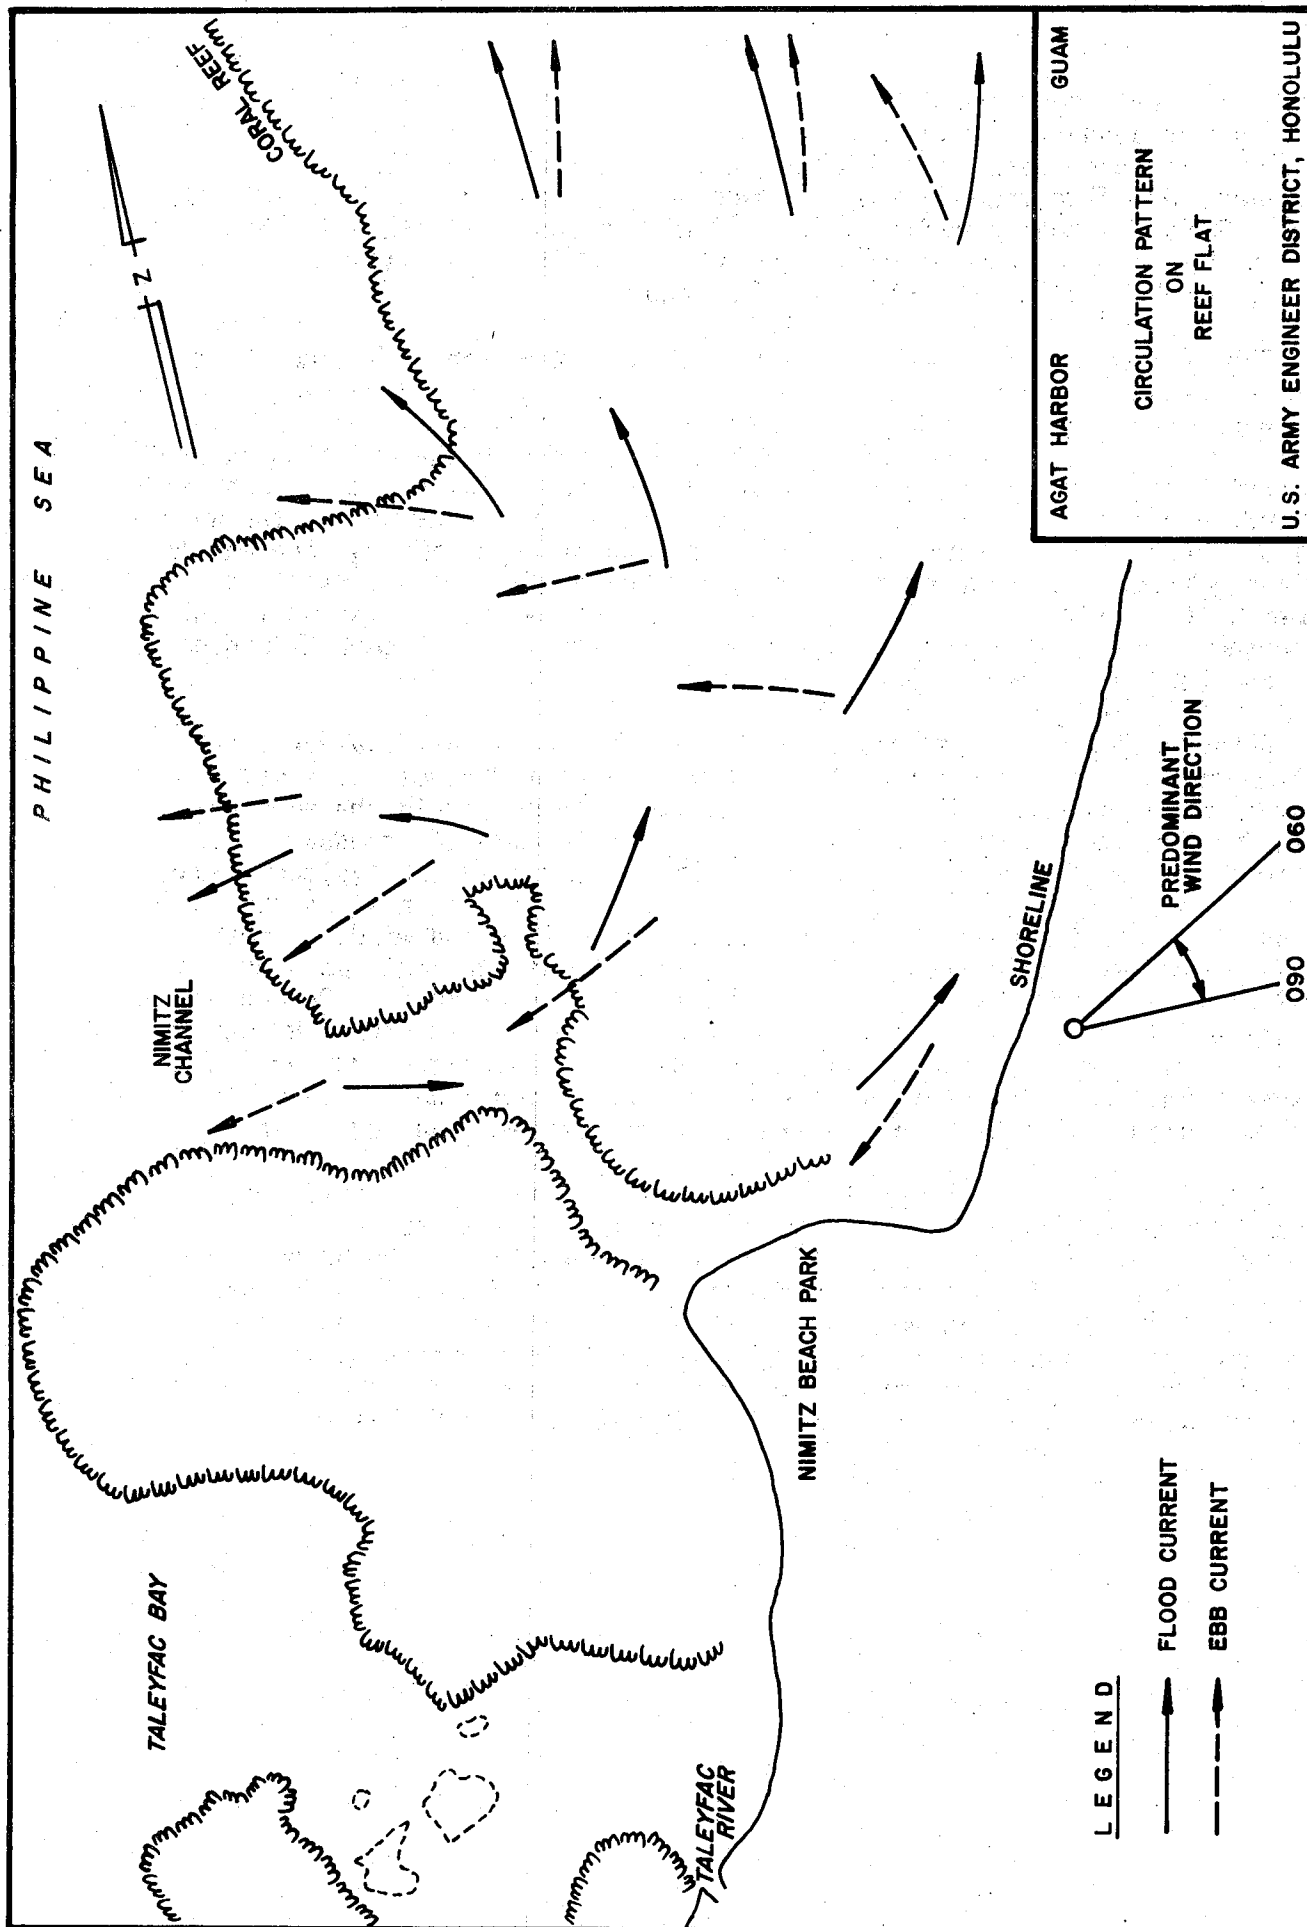 PHILIPPINE SEA
CORAL REEF
N
NIMITZ
CHANNEL
TALEYFAC BAY
TALEYFAC
RIVER
NIMITZ BEACH PARK
SHORELINE
PREDOMINANT
WIND DIRECTION
090
060
LEGEND
FLOOD CURRENT
EBB CURRENT
AGAT HARBOR GUAM
CIRCULATION PATTERN
ON
REEF FLAT
U.S. ARMY ENGINEER DISTRICT, HONOLULU